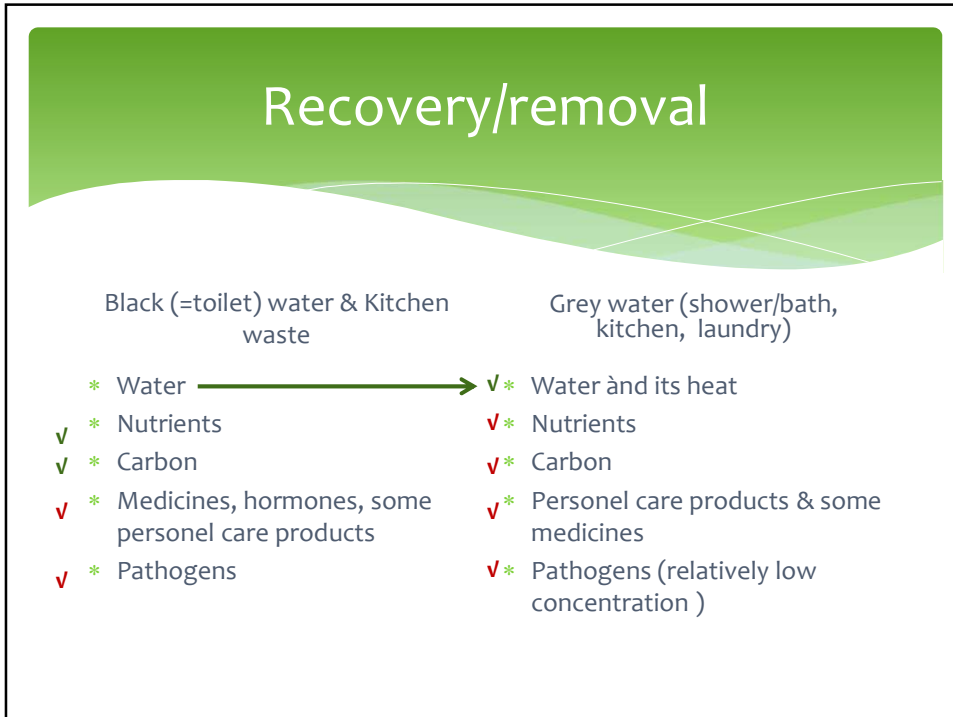 Recovery/removal
Black (=toilet) water & Kitchen
waste
* Water
√ * Nutrients
√ * Carbon
√ * Medicines, hormones, some
personel care products
√ * Pathogens
Grey water (shower/bath,
kitchen, laundry)
√ * Water ànd its heat
√ * Nutrients
√ * Carbon
√ * Personel care products & some
medicines
√ * Pathogens (relatively low
concentration )